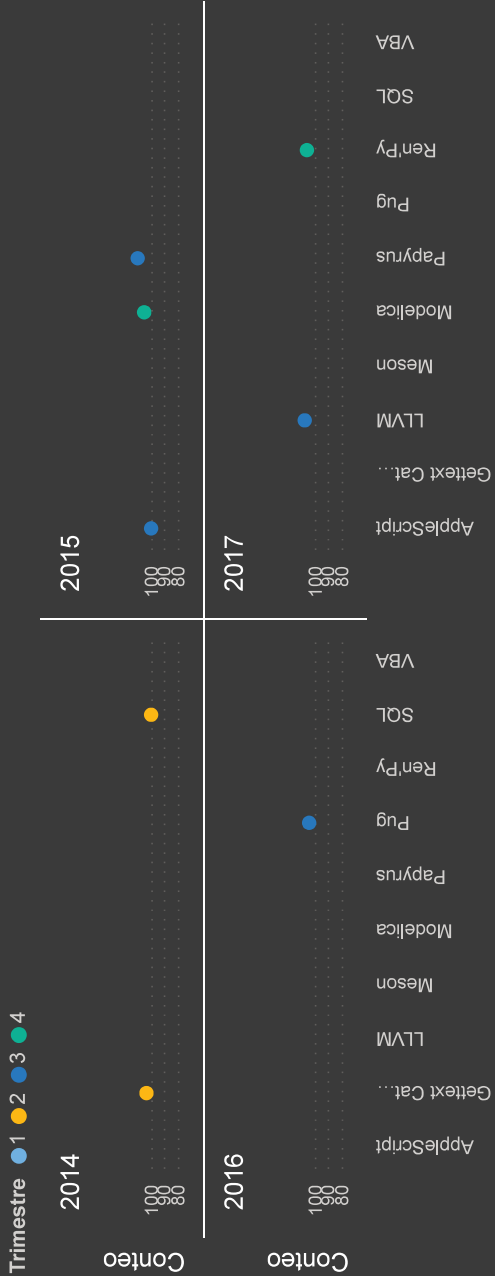 Trimestre 1 2 3 4
2014
2015
Conteo
100
90
80
100
90
80
2016
2017
Conteo
100
90
80
100
90
80
AppleScript
Gettext Cat...
LLVM
Meson
Modelica
Papyrus
Pug
Ren'Py
SQL
VBA
AppleScript
Gettext Cat...
LLVM
Meson
Modelica
Papyrus
Pug
Ren'Py
SQL
VBA